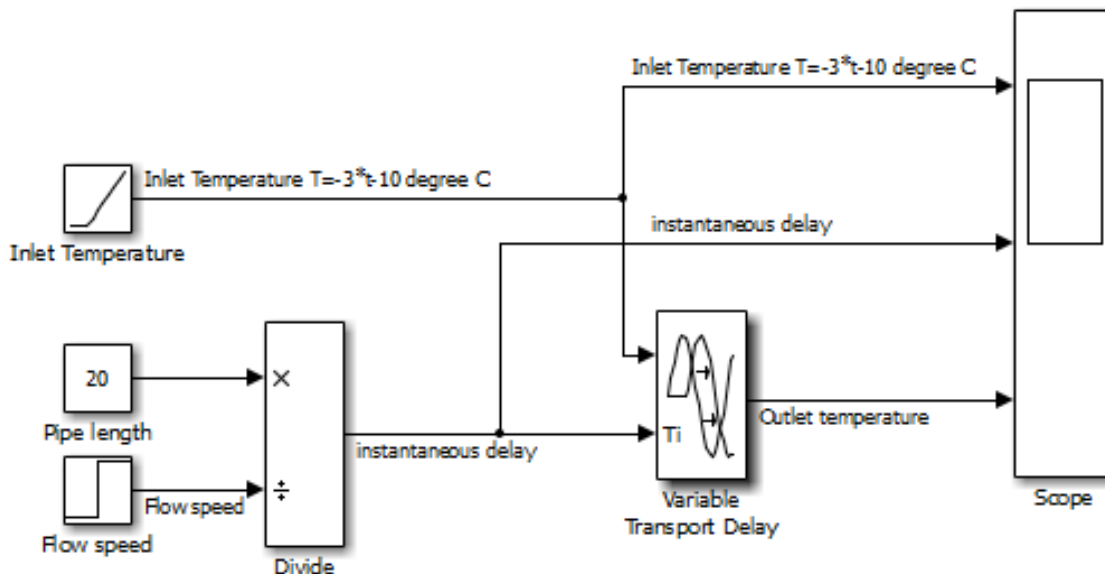 Inlet Temperature T=-3*t-10 degree C
Inlet Temperature T=-3*t-10 degree C
Inlet Temperature
instantaneous delay
20
×
Pipe length
Ti
Outlet temperature
instantaneous delay
Flow speed
÷
Flow speed
Divide
Variable
Transport Delay
Scope